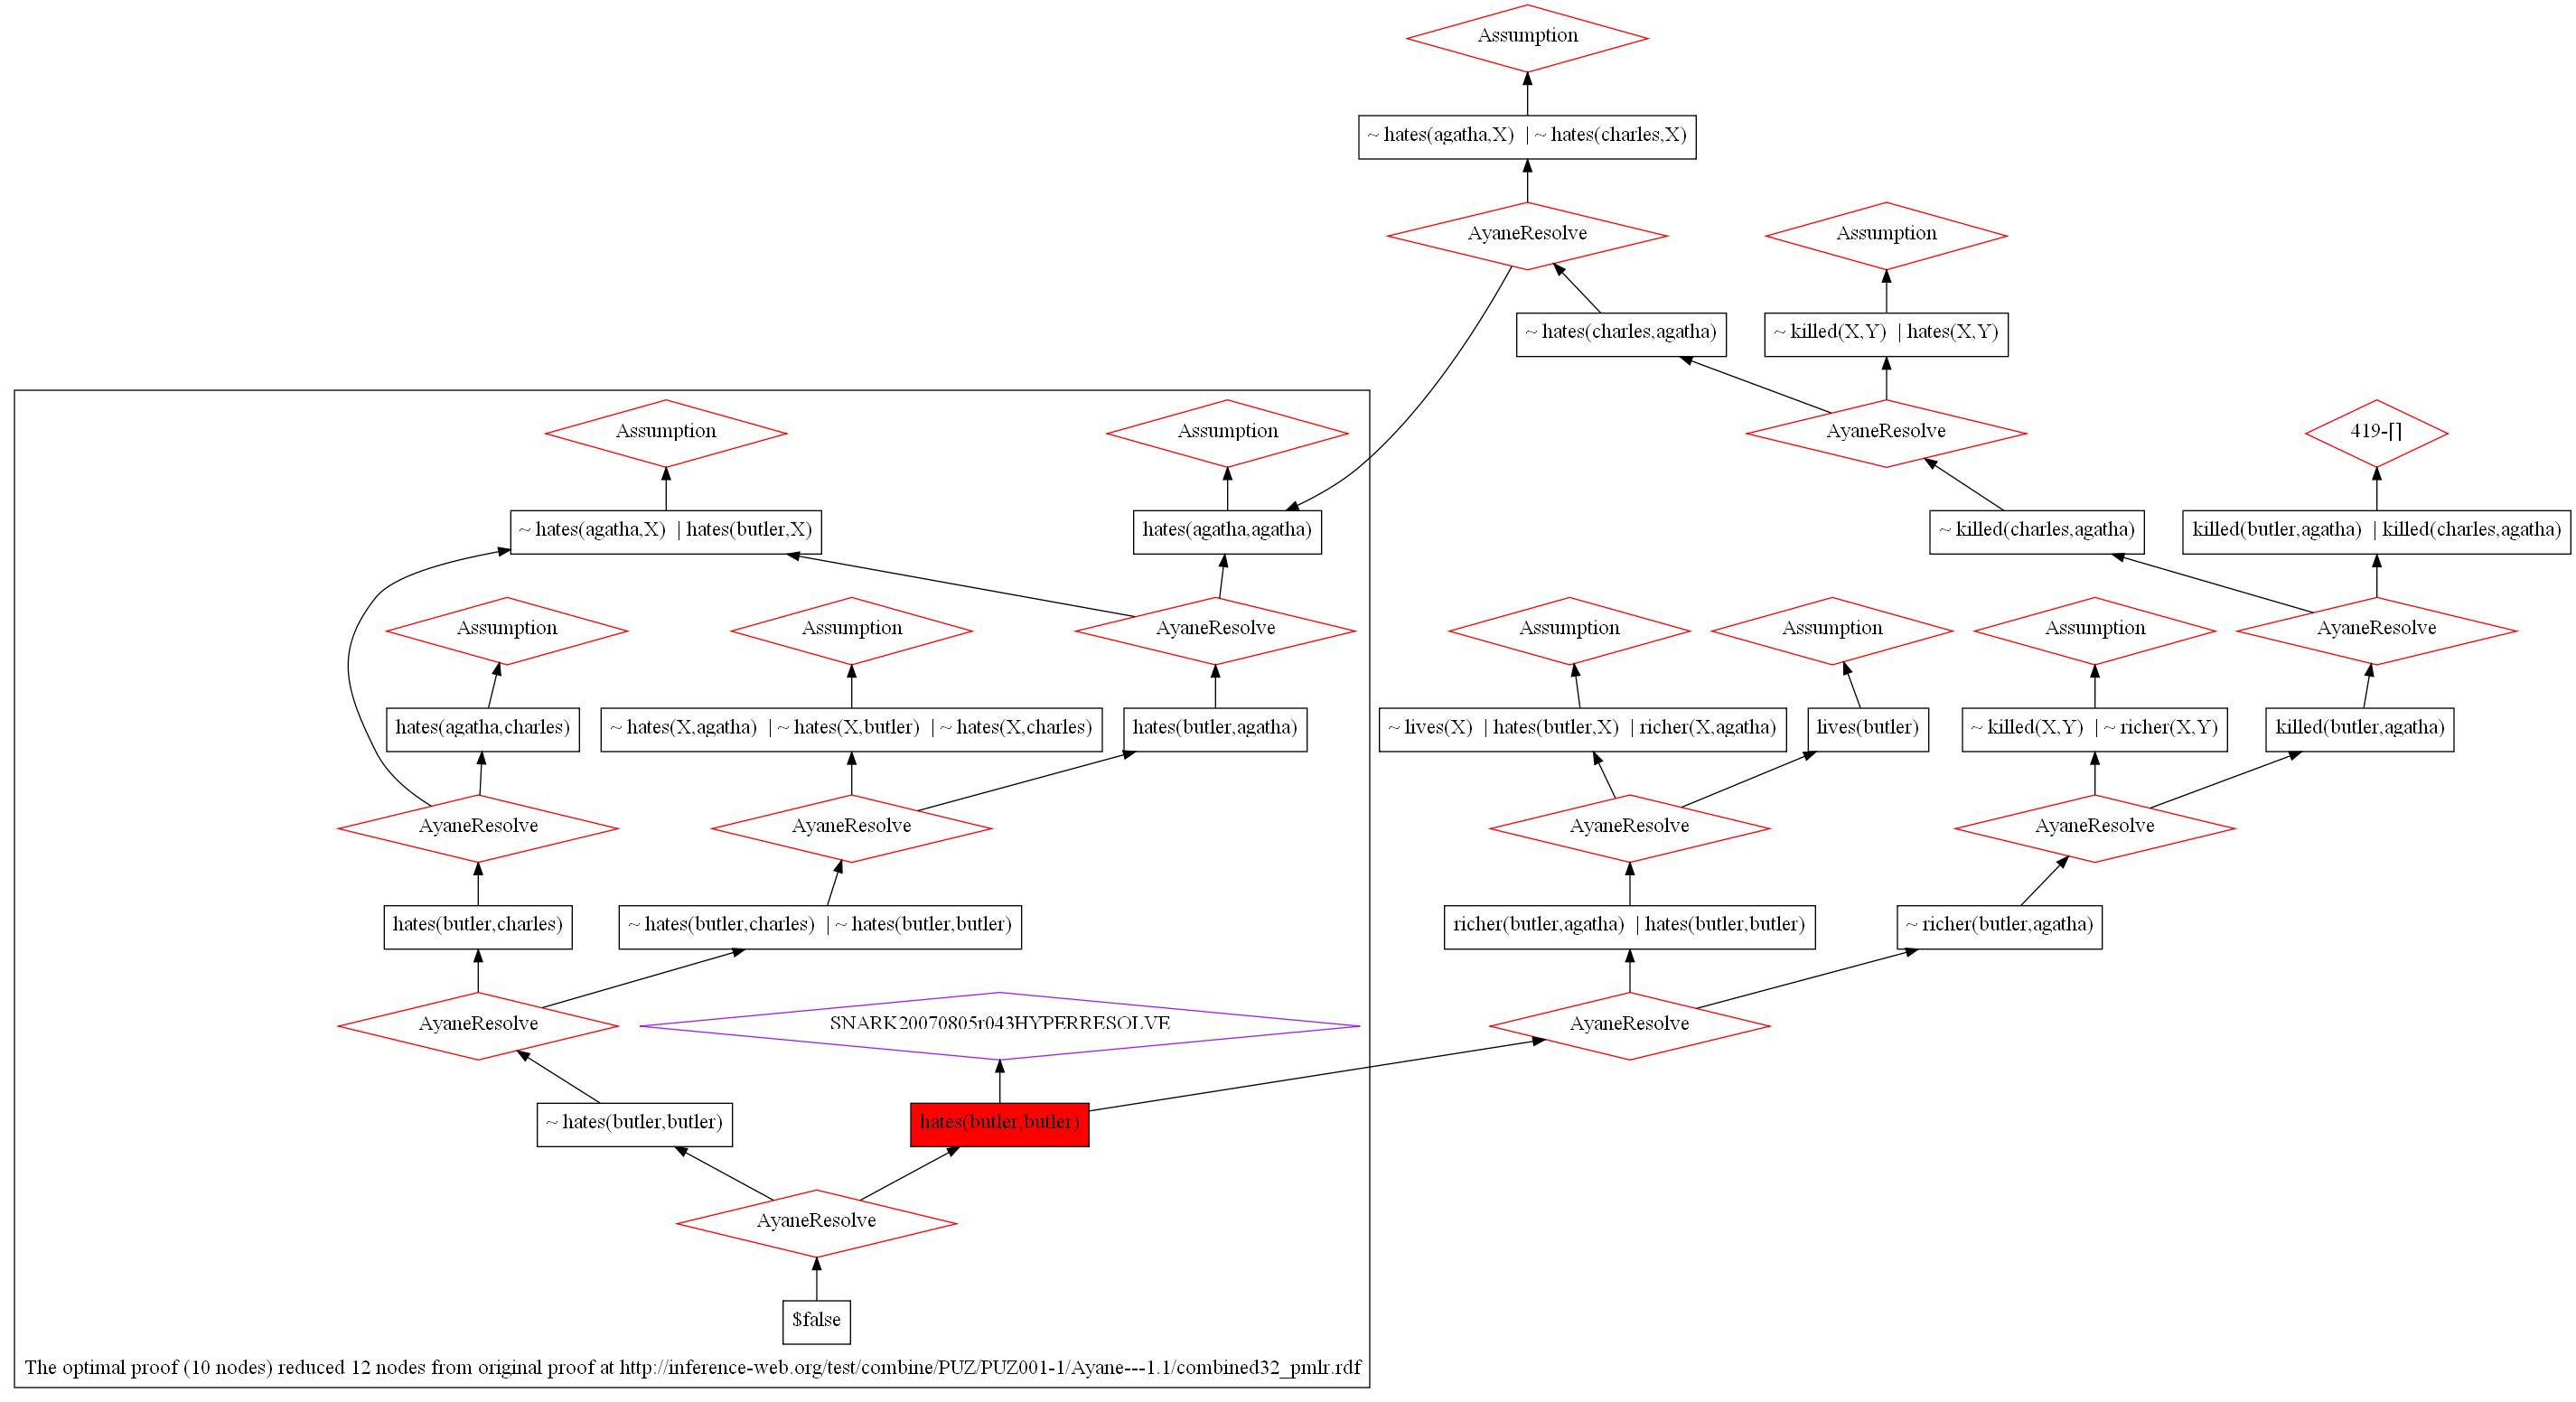 Assumption
~ hates(agatha,X) | ~ hates(charles,X)
AyaneResolve
Assumption
~ hates(charles,agatha)
~ killed(X,Y) | hates(X,Y)
Assumption
Assumption
AyaneResolve
419-[]
~ hates(agatha,X) | hates(butler,X)
hates(agatha,agatha)
~ killed(charles,agatha)
killed(butler,agatha) | killed(charles,agatha)
Assumption
Assumption
AyaneResolve
Assumption
Assumption
Assumption
AyaneResolve
hates(agatha,charles)
~ hates(X,agatha) | ~ hates(X,butler) | ~ hates(X,charles)
hates(butler,agatha)
~ lives(X) | hates(butler,X) | richer(X,agatha)
lives(butler)
~ killed(X,Y) | ~ richer(X,Y)
killed(butler,agatha)
AyaneResolve
AyaneResolve
AyaneResolve
AyaneResolve
hates(butler,charles)
~ hates(butler,charles) | ~ hates(butler,butler)
richer(butler,agatha) | hates(butler,butler)
~ richer(butler,agatha)
AyaneResolve
SNARK20070805r043HYPERRESOLVE
AyaneResolve
~ hates(butler,butler)
hates(butler,butler)
AyaneResolve
$false
The optimal proof (10 nodes) reduced 12 nodes from original proof at http://inference-web.org/test/combine/PUZ/PUZ001-1/Ayane---1.1/combined32_pmlr.rdf